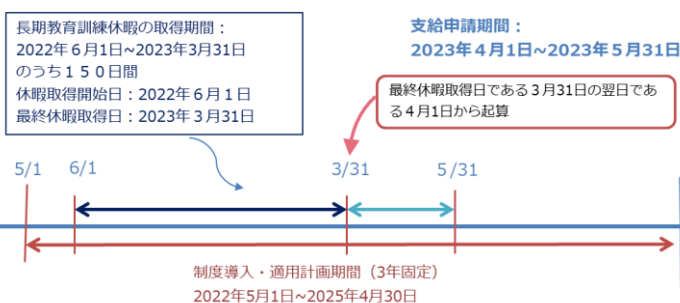 長期教育訓練休暇の取得期間：
2022年６月1日~2023年3月31日
のうち１５０日間
休暇取得開始日：2022年６月１日
最終休暇取得日：2023年３月31日
支給申請期間：
2023年４月1日~2023年５月31日
最終休暇取得日である３月31日の翌日であ
る４月1日から起算
5/1
6/1
3/31
５/31
制度導入・適用計画期間（3年固定）
2022年5月1日~2025年4月30日